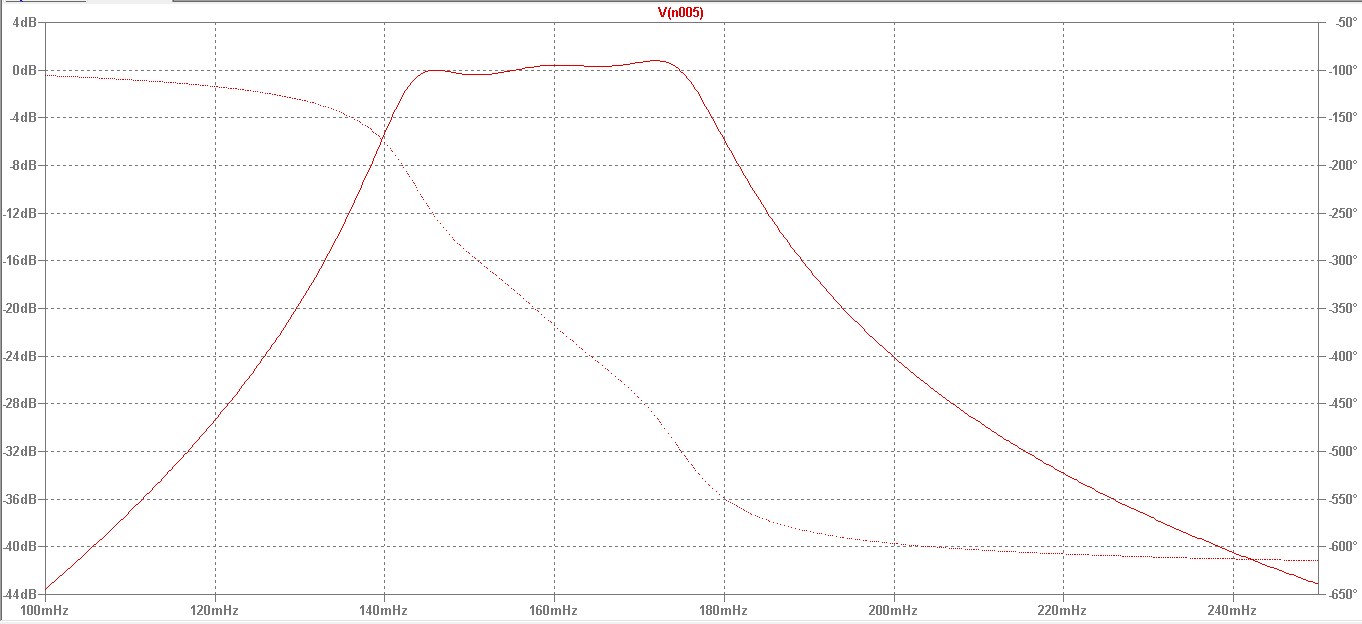 V(n005)
4dB
0dB
-4dB
-8dB
-12dB
-16dB
-20dB
-24dB
-28dB
-32dB
-36dB
-40dB
-44dB
-50°
-100°
-150°
-200°
-250°
-300°
-350°
-400°
-450°
-500°
-550°
-600°
-650°
100mHz 120mHz 140mHz 160mHz 180mHz 200mHz 220mHz 240mHz